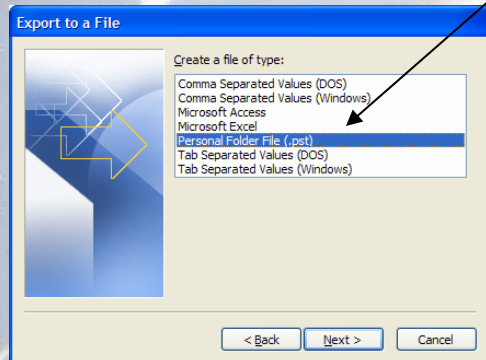 Export to a File
Create a file of type:
Comma Separated Values (DOS)
Comma Separated Values (Windows)
Microsoft Access
Microsoft Excel
Personal Folder File (.pst)
Tab Separated Values (DOS)
Tab Separated Values (Windows)
< Back Next > Cancel